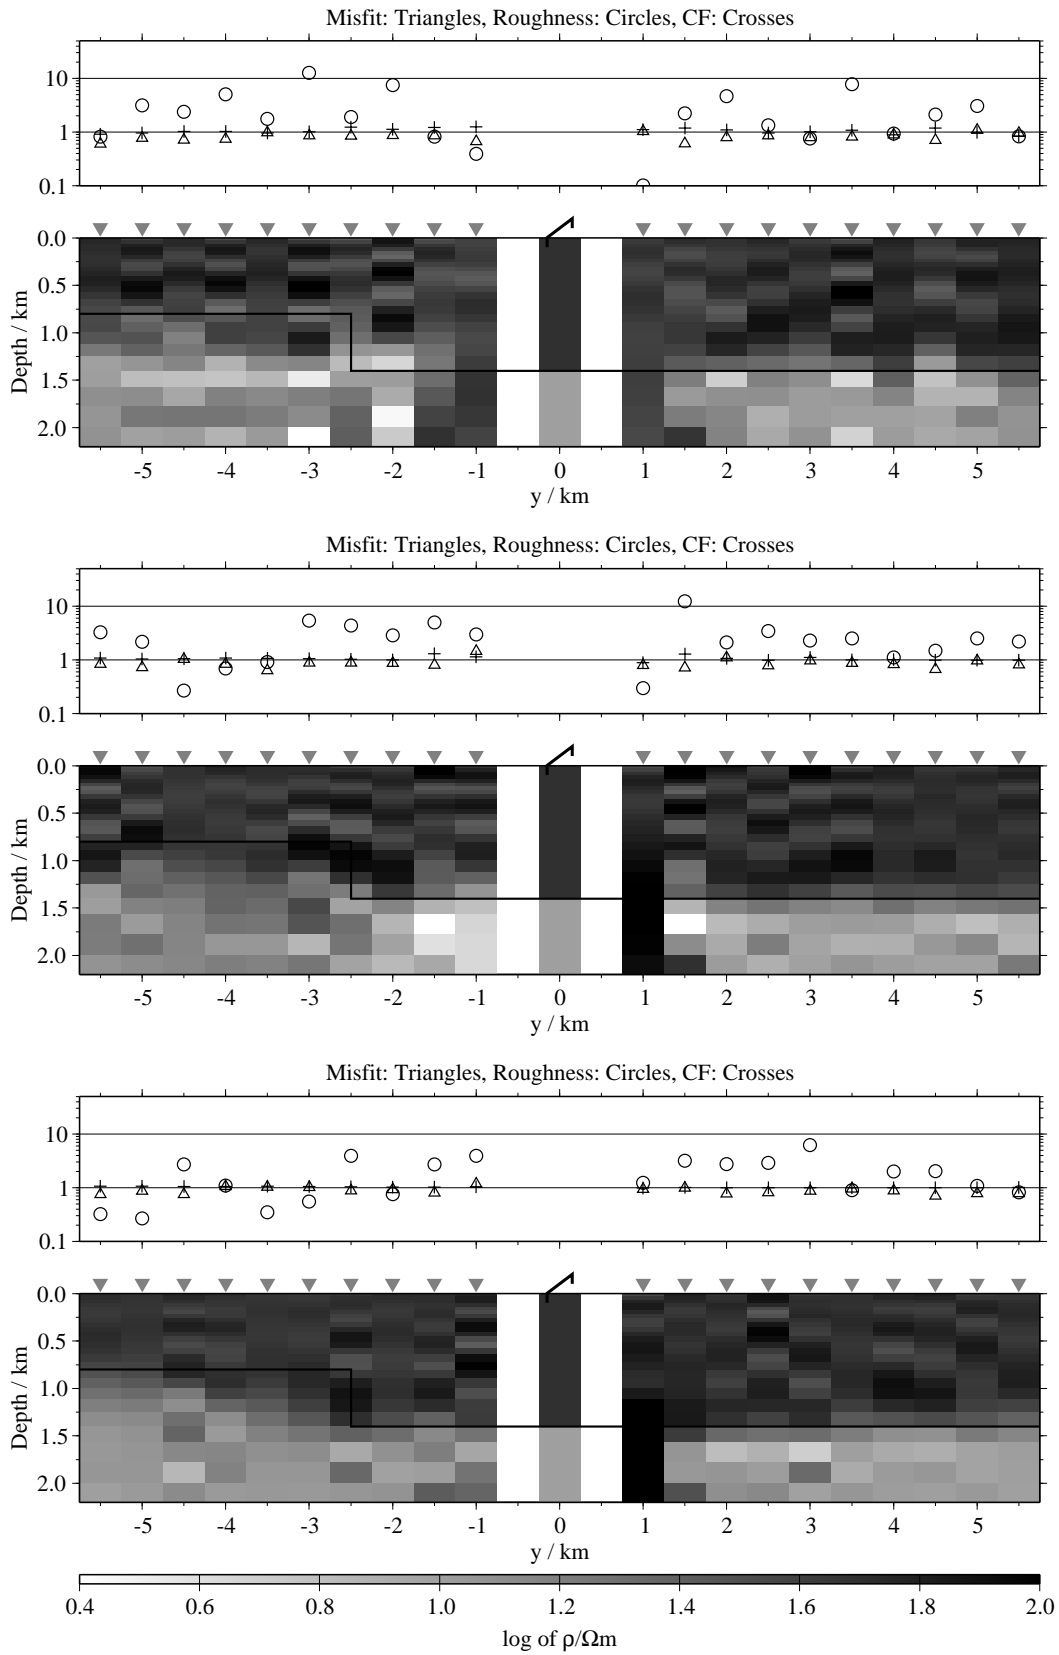 Misfit: Triangles, Roughness: Circles, CF: Crosses
10
1
0.1
0.0
0.5
1.0
1.5
2.0
Depth / km
-5 -4 -3 -2 -1 0 1 2 3 4 5
y / km
Misfit: Triangles, Roughness: Circles, CF: Crosses
10
1
0.1
0.0
0.5
1.0
1.5
2.0
Depth / km
-5 -4 -3 -2 -1 0 1 2 3 4 5
y / km
Misfit: Triangles, Roughness: Circles, CF: Crosses
10
1
0.1
0.0
0.5
1.0
1.5
2.0
Depth / km
-5 -4 -3 -2 -1 0 1 2 3 4 5
y / km
0.4 0.6 0.8 1.0 1.2 1.4 1.6 1.8 2.0
log of ρ/Ωm